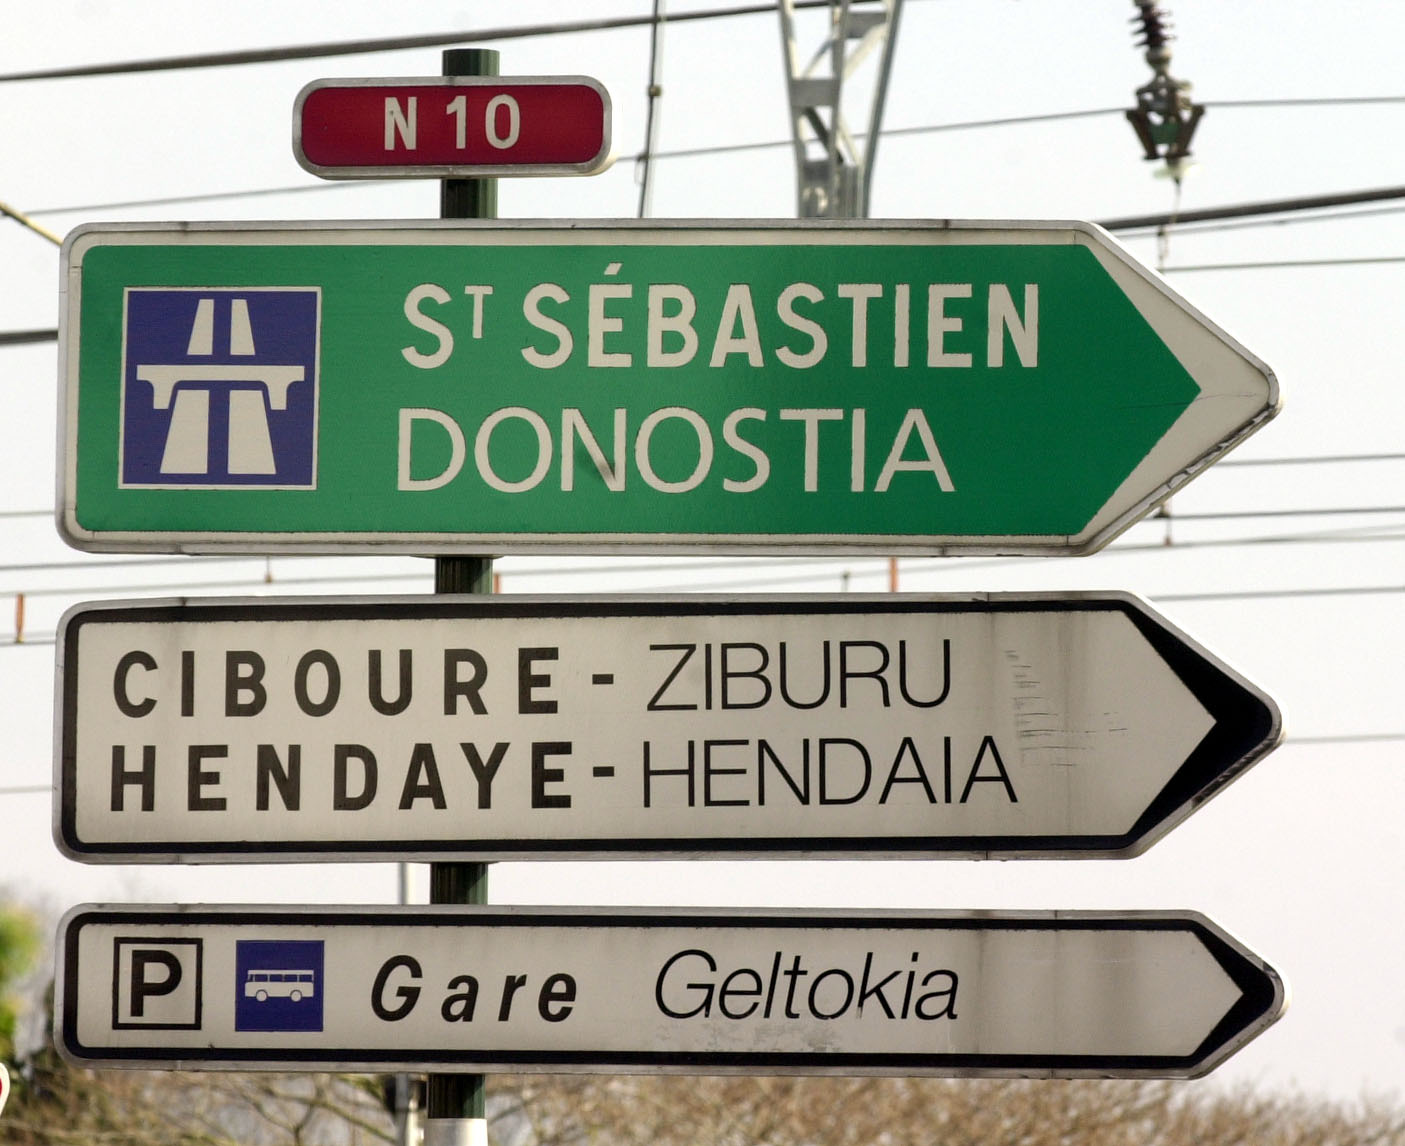 N 10
ST SÉBASTIEN
DONOSTIA
CIBOURE - ZIBURU
HENDAYE - HENDAIA
P Gare Geltokia